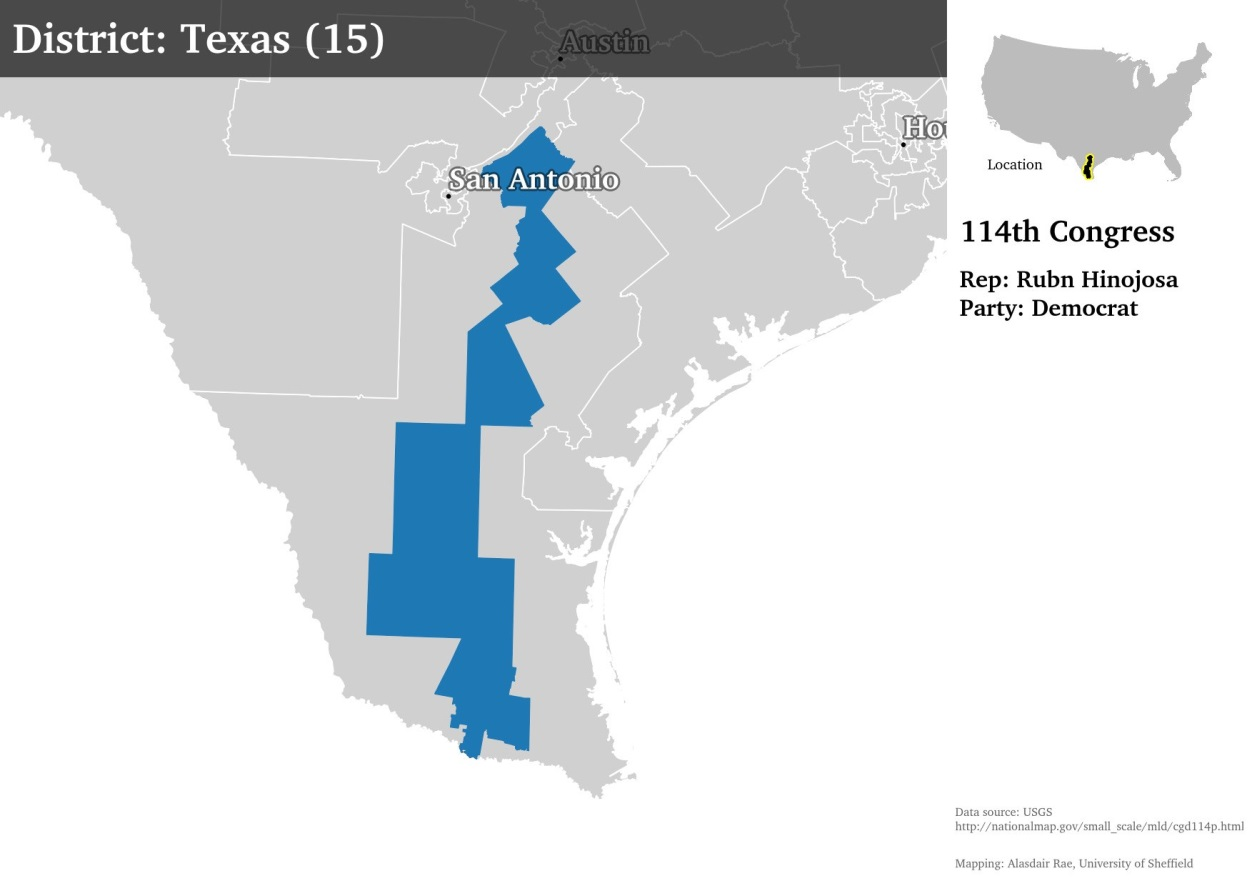 District: Texas (15)
Austin
Hou
San Antonio
Location
114th Congress
Rep: Rubn Hinojosa
Party: Democrat
Data source: USGS
http://nationalmap.gov/small_scale/mld/cgd114p.html
Mapping: Alasdair Rae, University of Sheffield